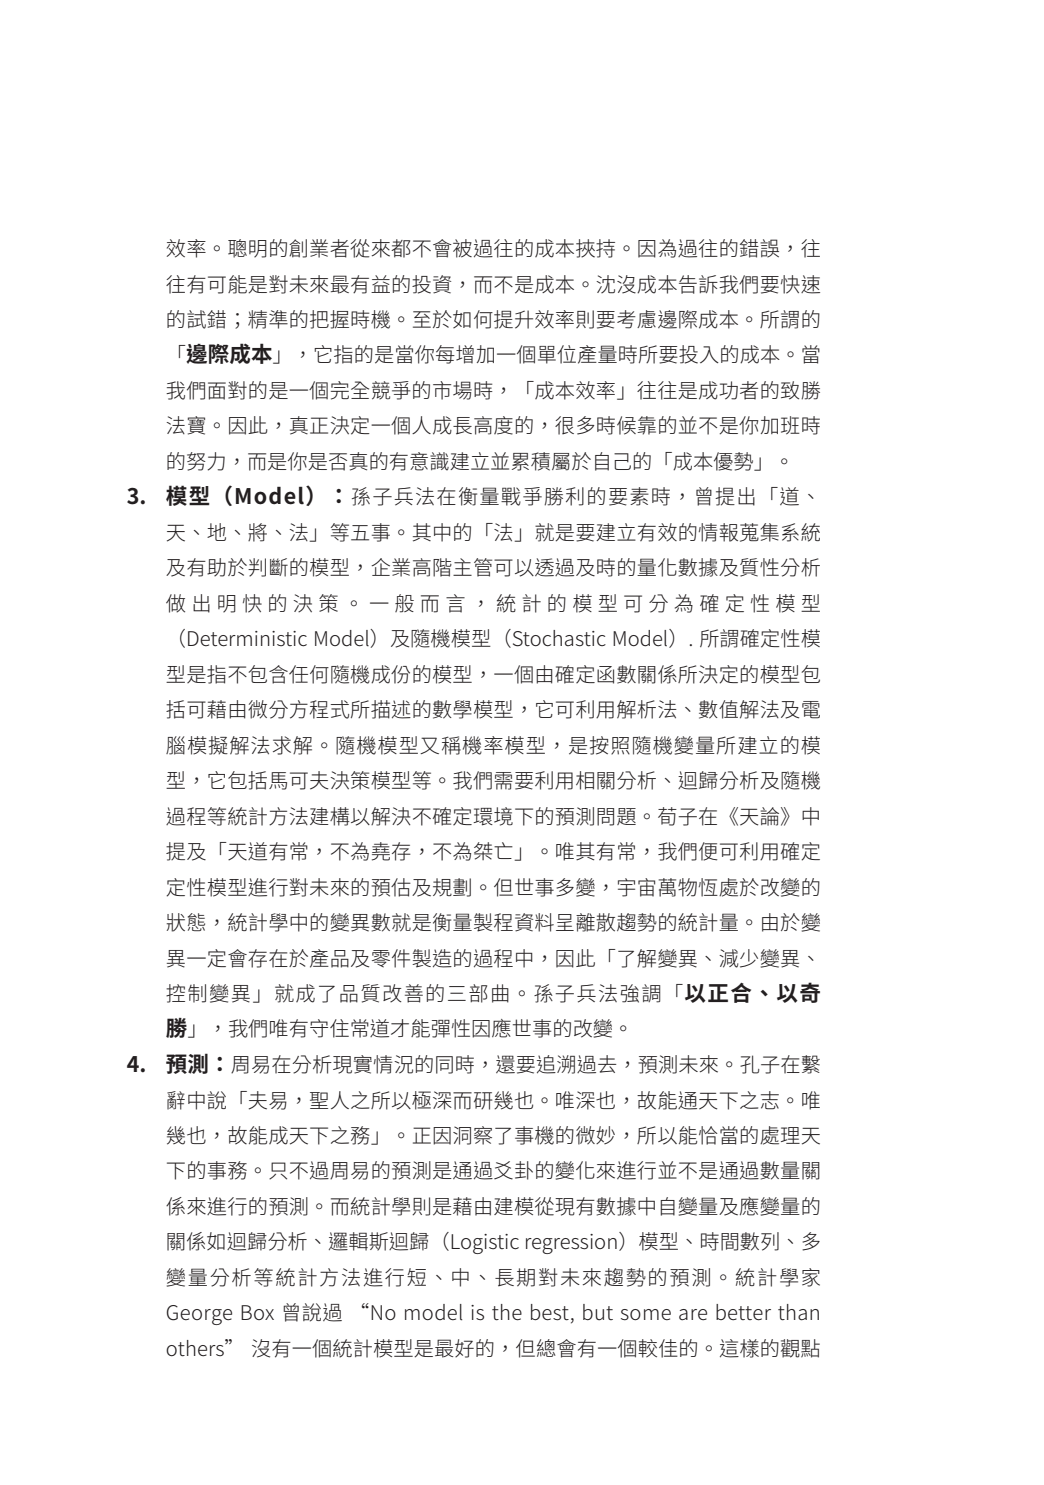 效率。聰明的創業者從來都不會被過往的成本挾持。因為過往的錯誤，往
往有可能是對未來最有益的投資，而不是成本。沈沒成本告訴我們要快速
的試錯；精準的把握時機。至於如何提升效率則要考慮邊際成本。所謂的
「邊際成本」，它指的是當你每增加一個單位產量時所要投入的成本。當
我們面對的是一個完全競爭的市場時，「成本效率」往往是成功者的致勝
法寶。因此，真正決定一個人成長高度的，很多時候靠的並不是你加班時
的努力，而是你是否真的有意識建立並累積屬於自己的「成本優勢」。
3. 模型（Model）：孫子兵法在衡量戰爭勝利的要素時，曾提出「道、
天、地、將、法」等五事。其中的「法」就是要建立有效的情報蒐集系統
及有助於判斷的模型，企業高階主管可以透過及時的量化數據及質性分析
做出明快的決策。一般而言，統計的模型可分為確定性模型
（Deterministic Model）及隨機模型（Stochastic Model）. 所謂確定性模
型是指不包含任何隨機成份的模型，一個由確定函數關係所決定的模型包
括可藉由微分方程式所描述的數學模型，它可利用解析法、數值解法及電
腦模擬解法求解。隨機模型又稱機率模型，是按照隨機變量所建立的模
型，它包括馬可夫決策模型等。我們需要利用相關分析、迴歸分析及隨機
過程等統計方法建構以解決不確定環境下的預測問題。荀子在《天論》中
提及「天道有常，不為堯存，不為桀亡」。唯其有常，我們便可利用確定
定性模型進行對未來的預估及規劃。但世事多變，宇宙萬物恆處於改變的
狀態，統計學中的變異數就是衡量製程資料呈離散趨勢的統計量。由於變
異一定會存在於產品及零件製造的過程中，因此「了解變異、減少變異、
控制變異」就成了品質改善的三部曲。孫子兵法強調「以正合、以奇
勝」，我們唯有守住常道才能彈性因應世事的改變。
4. 預測：周易在分析現實情況的同時，還要追溯過去，預測未來。孔子在繫
辭中說「夫易，聖人之所以極深而研幾也。唯深也，故能通天下之志。唯
幾也，故能成天下之務」。正因洞察了事機的微妙，所以能恰當的處理天
下的事務。只不過周易的預測是通過爻卦的變化來進行並不是通過數量關
係來進行的預測。而統計學則是藉由建模從現有數據中自變量及應變量的
關係如迴歸分析、邏輯斯迴歸（Logistic regression）模型、時間數列、多
變量分析等統計方法進行短、中、長期對未來趨勢的預測。統計學家
George Box 曾說過 “No model is the best, but some are better than
others” 沒有一個統計模型是最好的，但總會有一個較佳的。這樣的觀點